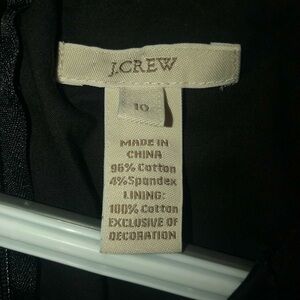 J.CREW
10
MADE IN
CHINA
96% Cotton
4% Spandex
LINING:
100% Cotton
EXCLUSIVE OF
DECORATION